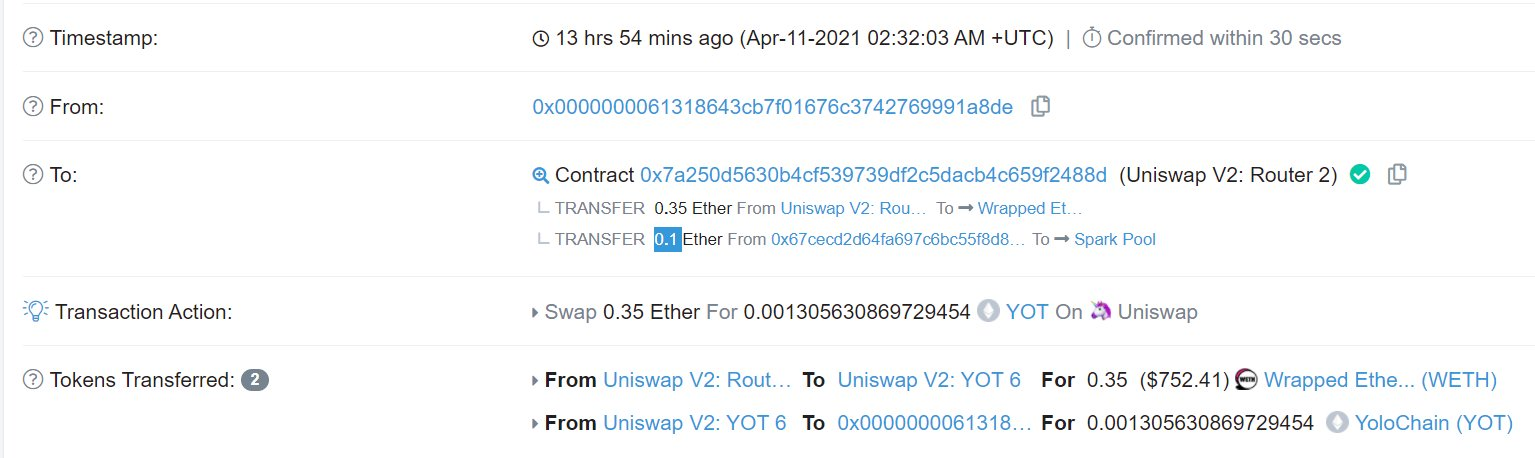 Timestamp: 13 hrs 54 mins ago (Apr-11-2021 02:32:03 AM +UTC) | Confirmed within 30 secs
From: 0x0000000061318643cb7f01676c3742769991a8de
To: Contract 0x7a250d5630b4cf539739df2c5dacb4c659f2488d (Uniswap V2: Router 2)
TRANSFER 0.35 Ether From Uniswap V2: Rou... To Wrapped Et...
TRANSFER 0.1 Ether From 0x67cecd2d64fa697c6bc55f8d8... To Spark Pool
Transaction Action: Swap 0.35 Ether For 0.001305630869729454 YOT On Uniswap
Tokens Transferred: 2 From Uniswap V2: Rout... To Uniswap V2: YOT 6 For 0.35 ($752.41) WETH Wrapped Ethe... (WETH)
From Uniswap V2: YOT 6 To 0x0000000061318... For 0.001305630869729454 YoloChain (YOT)